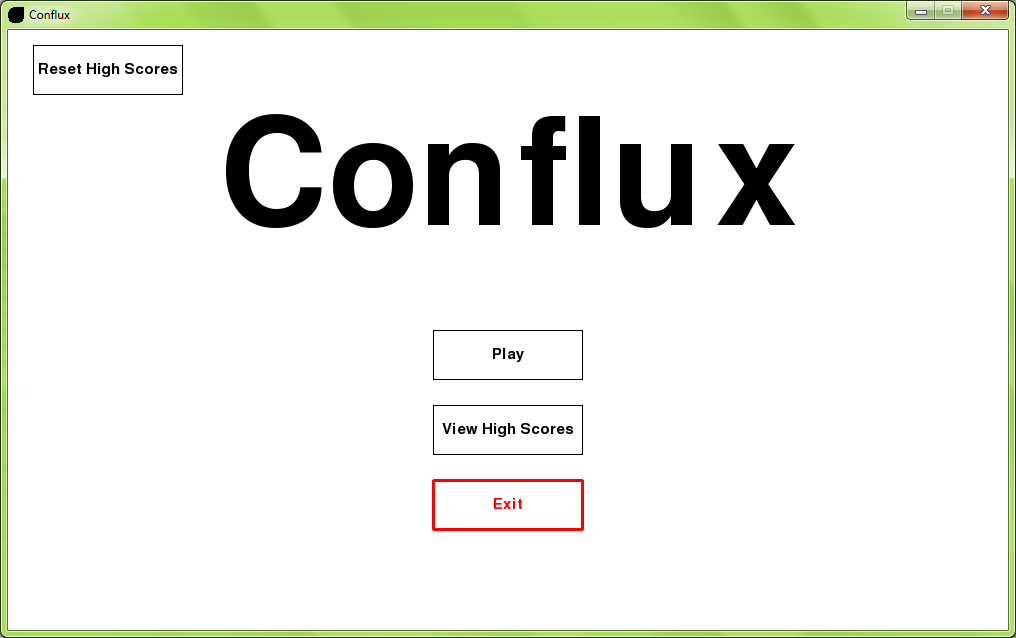 Conflux
Reset High Scores
Conflux
Play
View High Scores
Exit